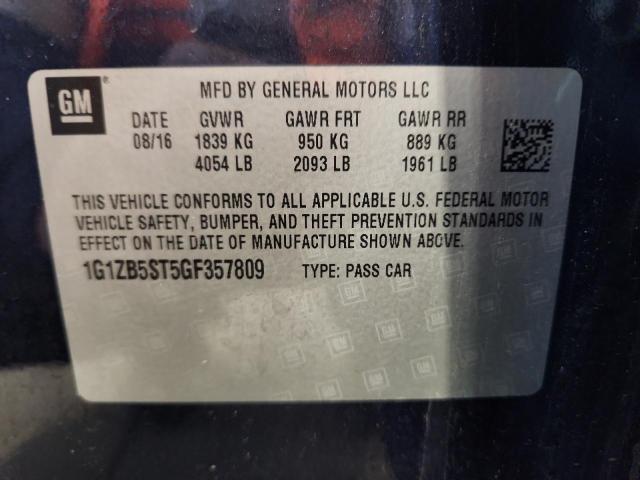 GM
MFD BY GENERAL MOTORS LLC
DATE GVWR GAWR FRT GAWR RR
08/16 1839 KG 950 KG 889 KG
4054 LB 2093 LB 1961 LB
THIS VEHICLE CONFORMS TO ALL APPLICABLE U.S. FEDERAL MOTOR
VEHICLE SAFETY, BUMPER, AND THEFT PREVENTION STANDARDS IN
EFFECT ON THE DATE OF MANUFACTURE SHOWN ABOVE.
1G1ZB5ST5GF357809 TYPE: PASS CAR